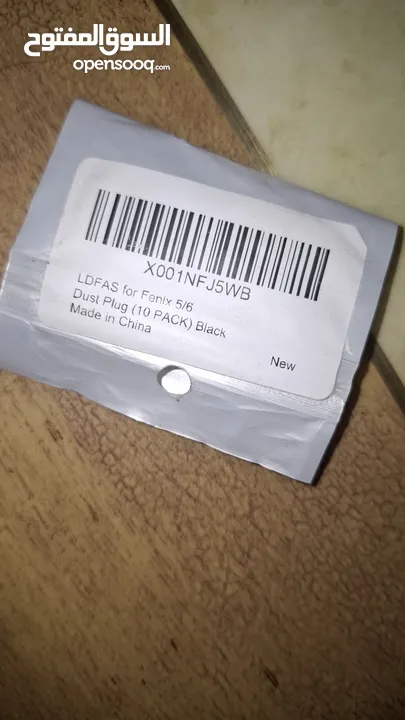 السوق المفتوح
opensooq.com
X001NFJ5WB
LDFAS for Fenix 5/6
Dust Plug (10 PACK) Black
Made in China
New